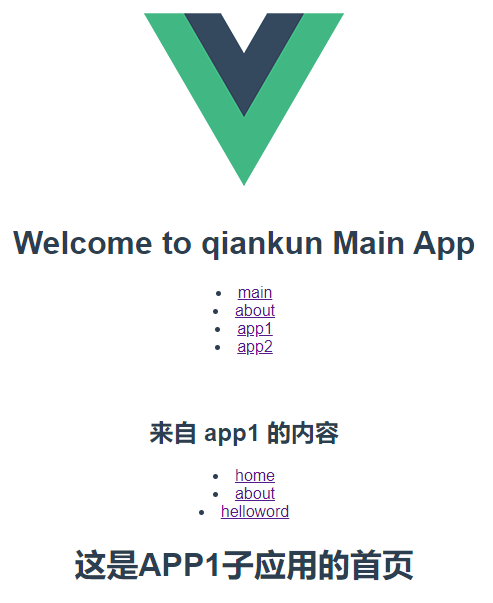 Welcome to qiankun Main App
main
about
app1
app2
来自 app1 的内容
home
about
helloword
这是APP1子应用的首页